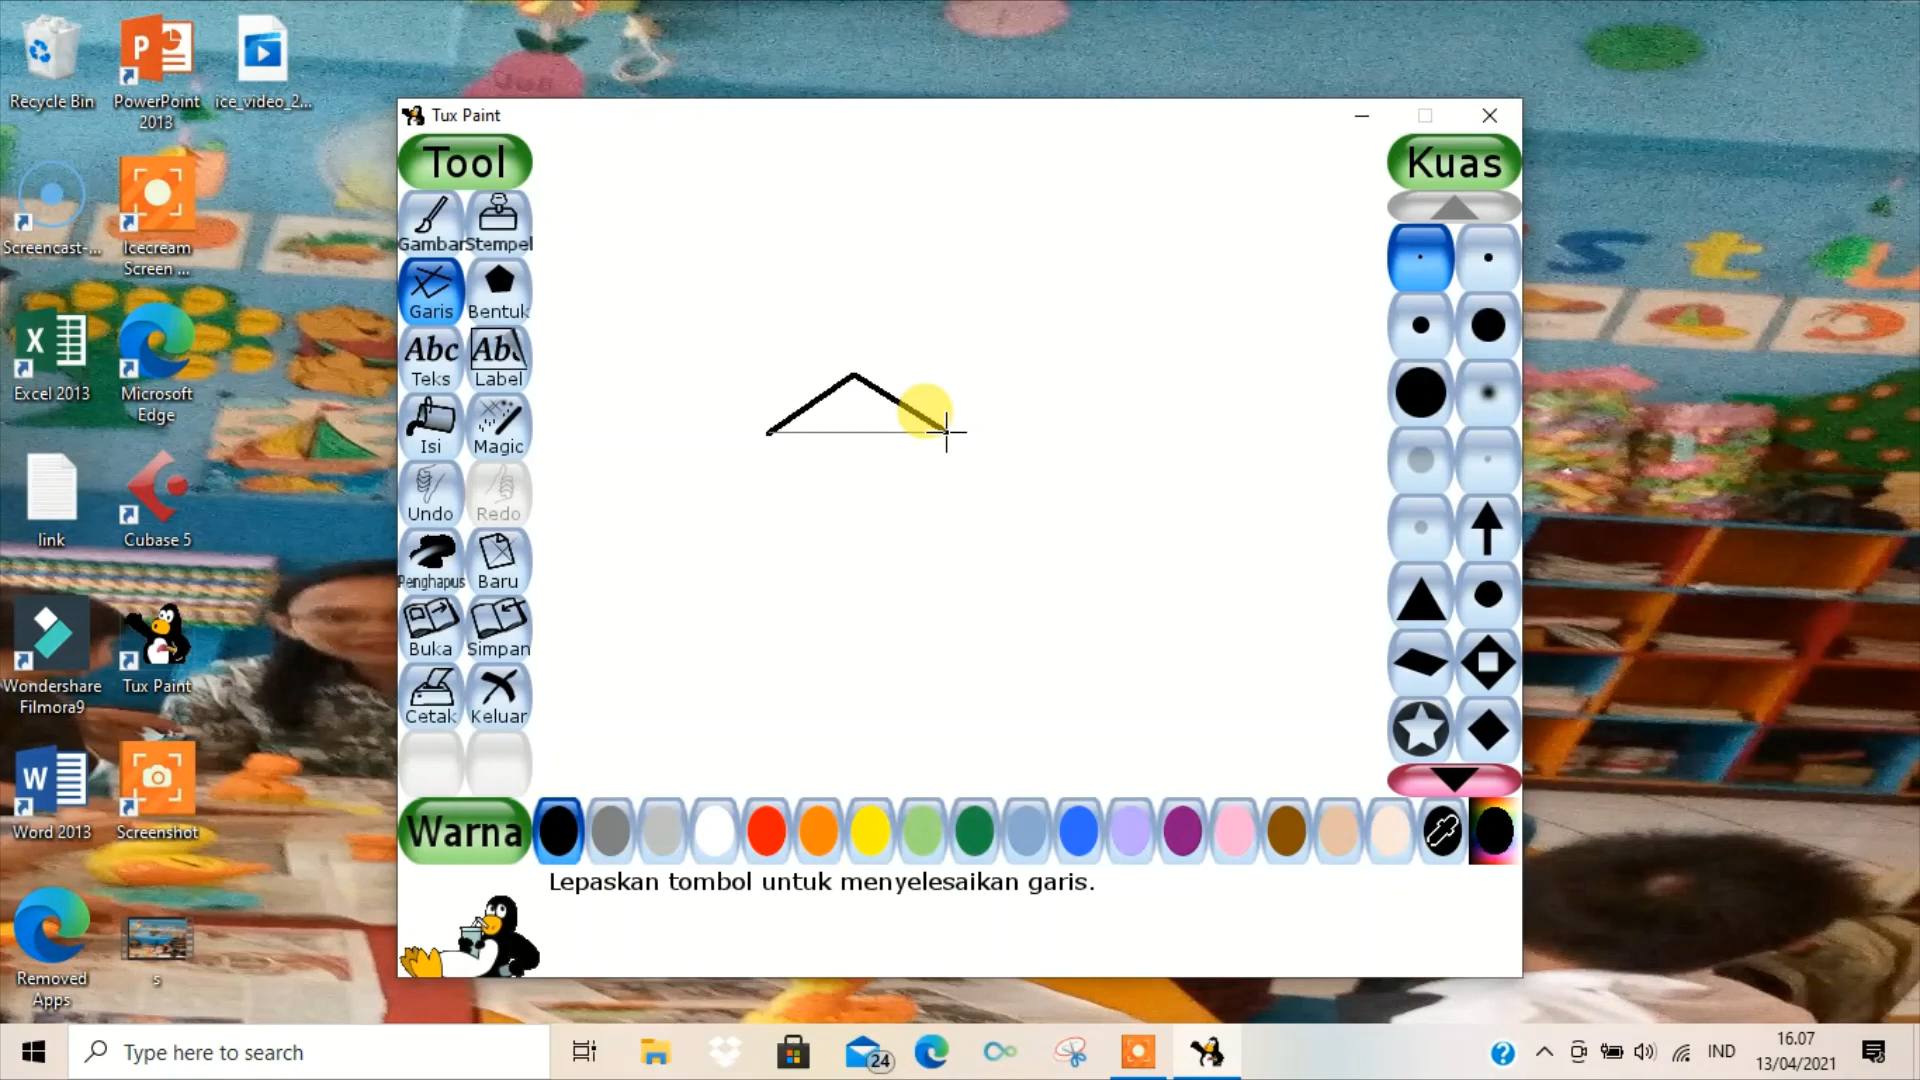 Recycle Bin
PowerPoint
2013
ice_video_2...
Screencast-...
Icecream
Screen ...
Excel 2013
Microsoft
Edge
link
Cubase 5
Wondershare
Filmora9
Tux Paint
Word 2013
Screenshot
Removed
Apps
s
Tux Paint
Tool
Kuas
Gambar
Stempel
Garis
Bentuk
Abc
Teks
Abc
Label
Isi
Magic
Undo
Redo
Penghapus
Baru
Buka
Simpan
Cetak
Keluar
Warna
Lepaskan tombol untuk menyelesaikan garis.
Type here to search
24
IND
16.07
13/04/2021